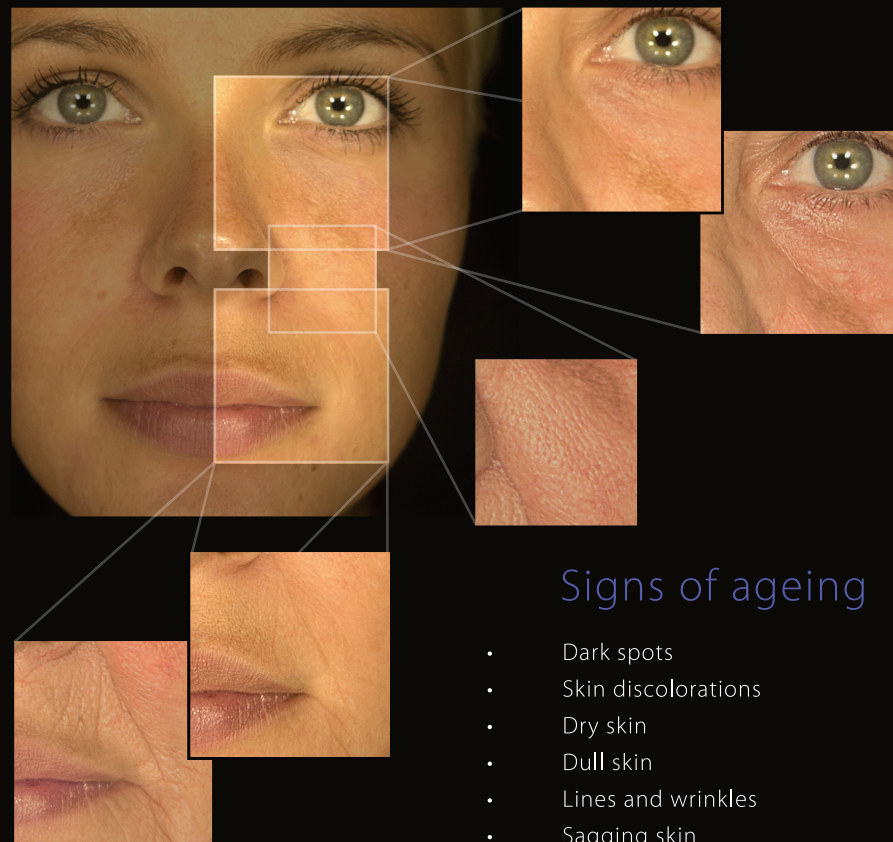 Signs of ageing
• Dark spots
• Skin discolorations
• Dry skin
• Dull skin
• Lines and wrinkles
• Sagging skin